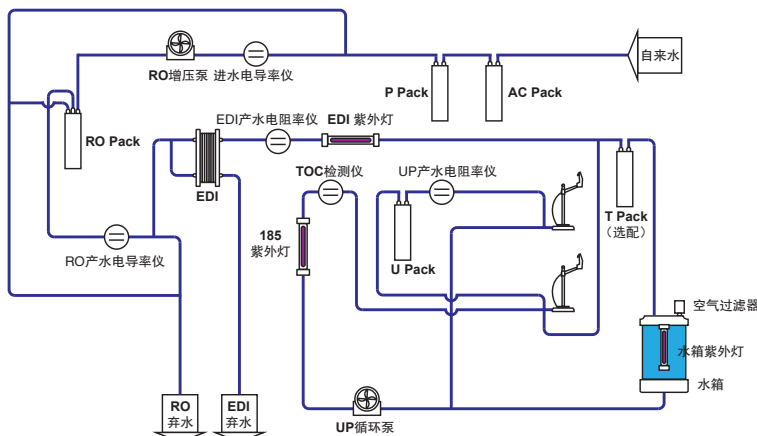 自来水
RO增压泵 进水电导率仪
P Pack
AC Pack
EDI产水电阻率仪
EDI 紫外灯
RO Pack
EDI
TOC检测仪
UP产水电阻率仪
T Pack
（选配）
185
紫外灯
U Pack
RO产水电导率仪
空气过滤器
水箱紫外灯
水箱
RO
弃水
EDI
弃水
UP循环泵